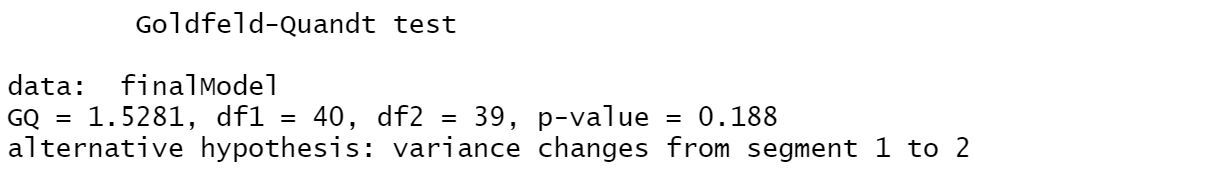 Goldfeld-Quandt test
data:  finalModel
GQ = 1.5281, df1 = 40, df2 = 39, p-value = 0.188
alternative hypothesis: variance changes from segment 1 to 2